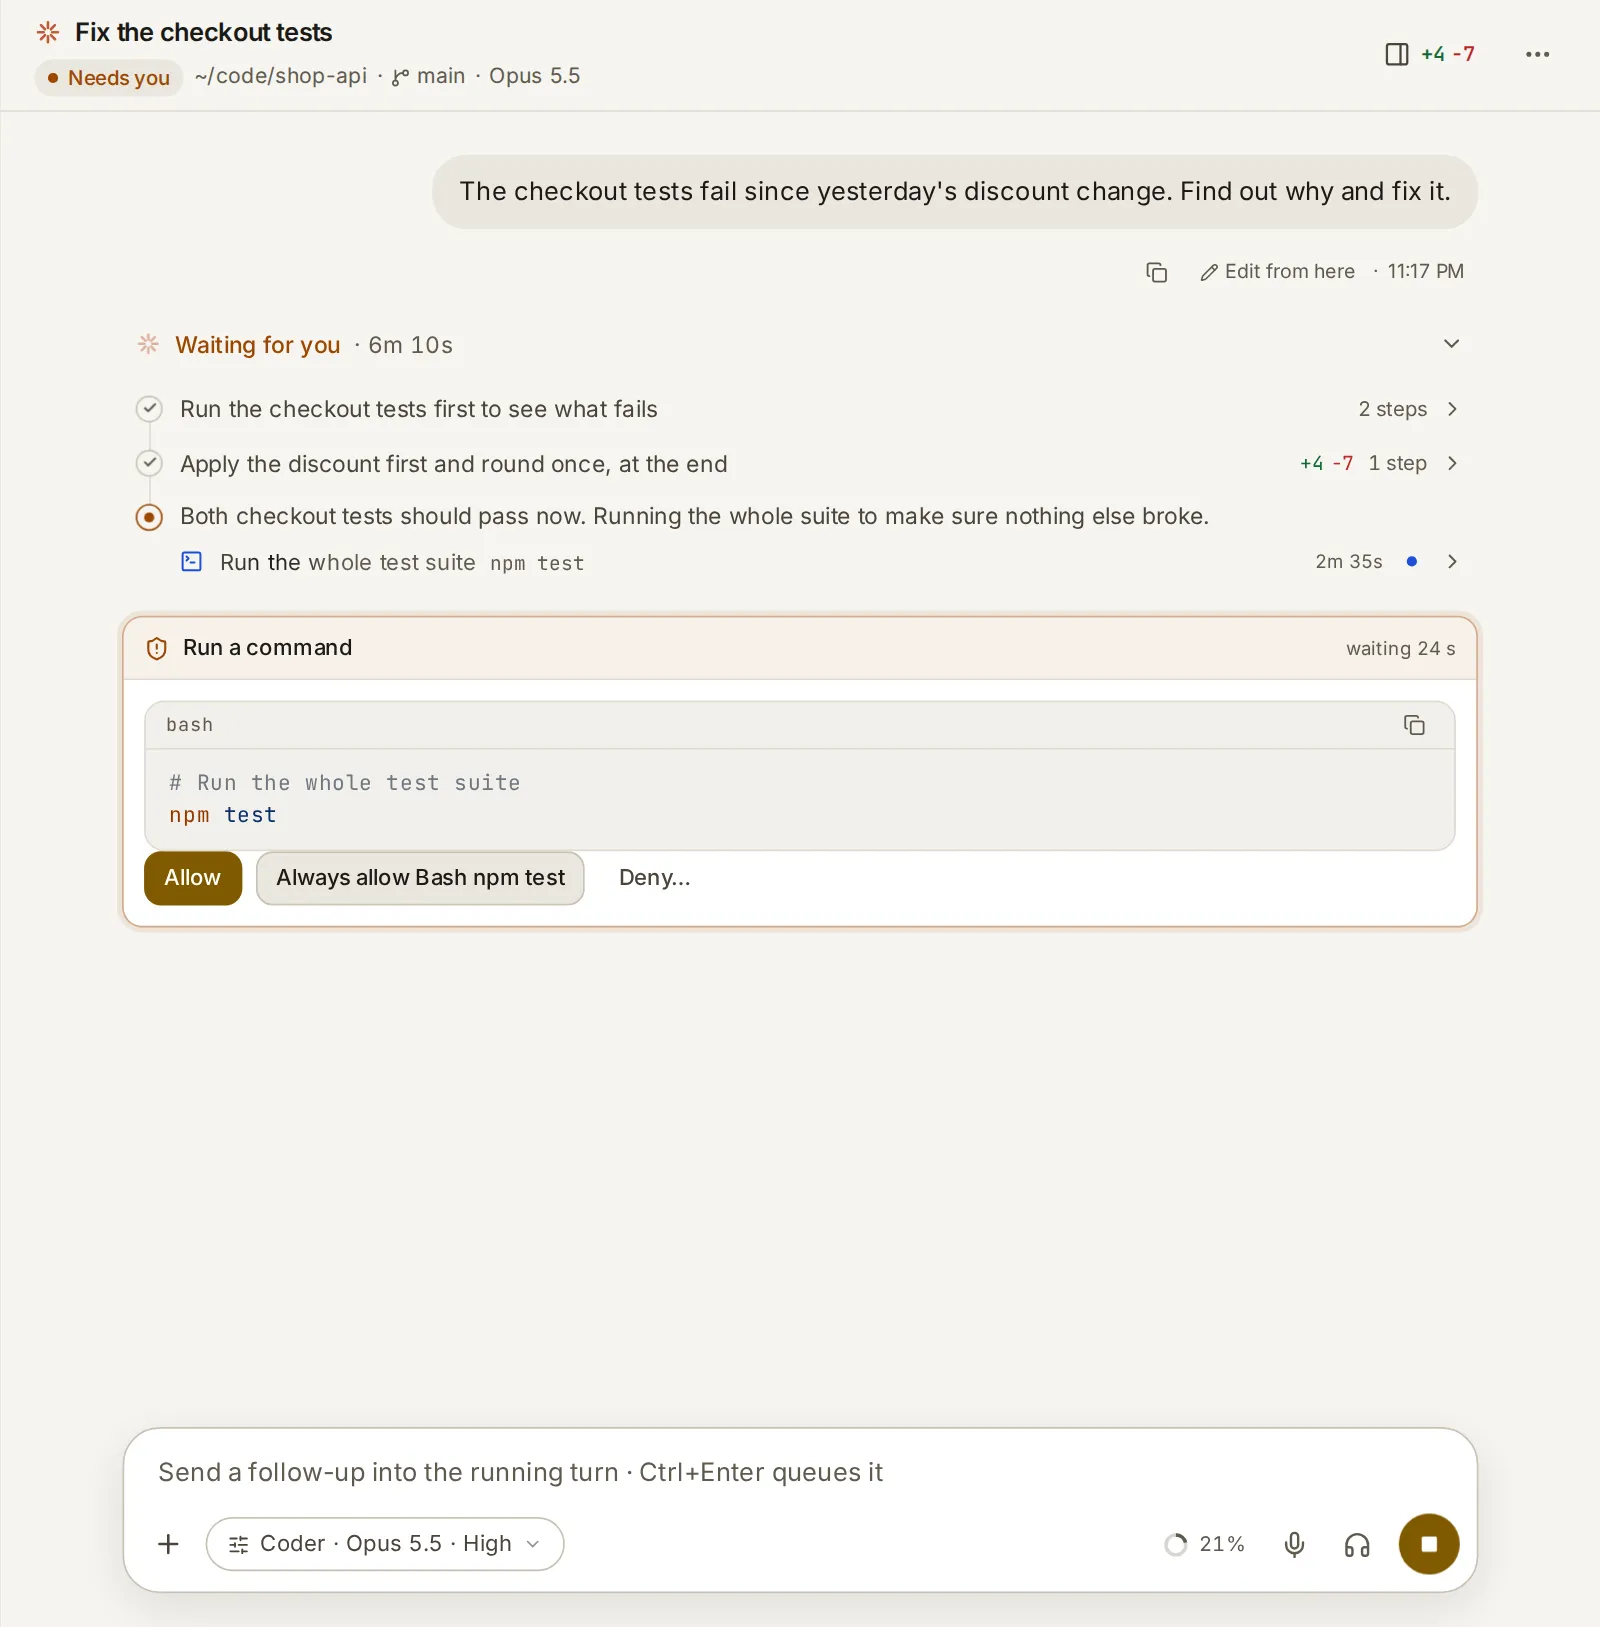 Fix the checkout tests
Needs you ~/code/shop-api · main · Opus 5.5
+4 -7
The checkout tests fail since yesterday's discount change. Find out why and fix it.
Edit from here · 11:17 PM
Waiting for you · 6m 10s
Run the checkout tests first to see what fails 2 steps
Apply the discount first and round once, at the end +4 -7 1 step
Both checkout tests should pass now. Running the whole suite to make sure nothing else broke.
Run the whole test suite npm test 2m 35s
Run a command waiting 24 s
bash
# Run the whole test suite
npm test
Allow Always allow Bash npm test Deny...
Send a follow-up into the running turn · Ctrl+Enter queues it
Coder · Opus 5.5 · High 21%